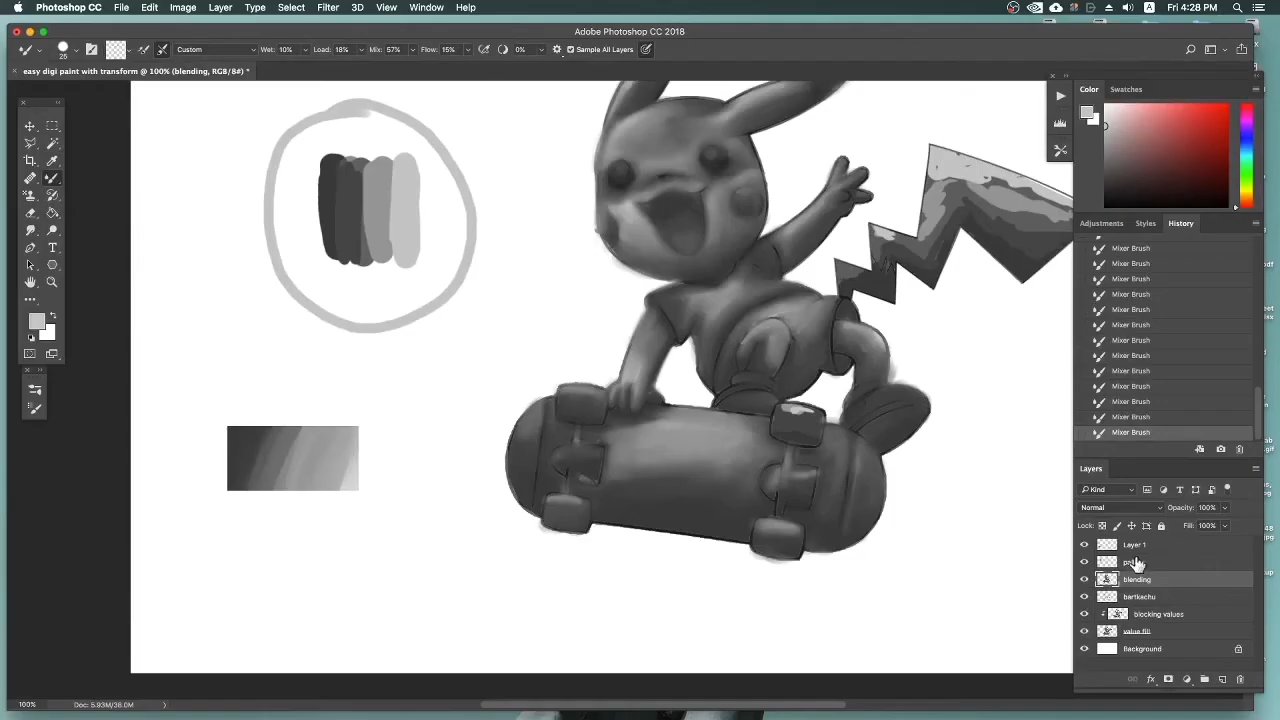 Photoshop CC File Edit Image Layer Type Select Filter 3D View Window Help Fri 4:28 PM
Adobe Photoshop CC 2018
25 Custom Wet: 10% Load: 18% Mix: 57% Flow: 15% 0% Sample All Layers
easy digi paint with transform @ 100% (blending, RGB/8#) *
Color Swatches
Adjustments Styles History
Mixer Brush
Mixer Brush
Mixer Brush
Mixer Brush
Mixer Brush
Mixer Brush
Mixer Brush
Mixer Brush
Mixer Brush
Mixer Brush
Mixer Brush
Mixer Brush
Mixer Brush
Layers
Kind
Normal Opacity: 100%
Lock: Fill: 100%
Layer 1
blending
bartkachu
blocking values
value fill
Background
100% Doc: 5.93M/38.0M